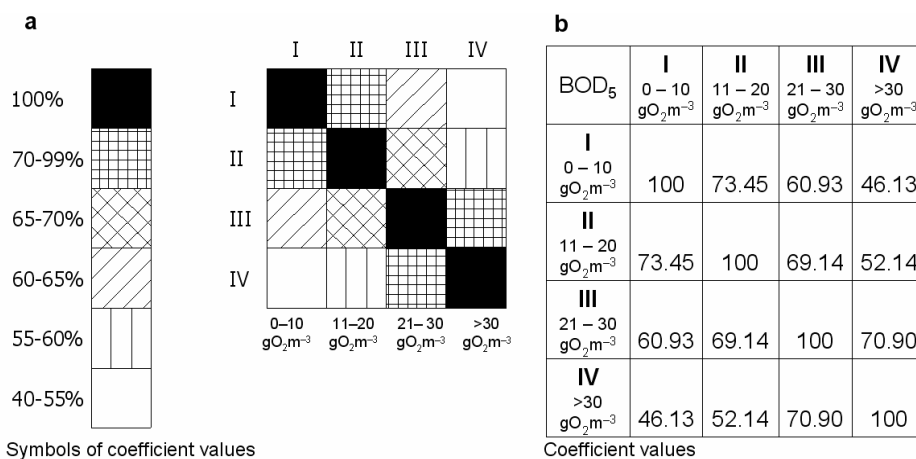 a
I II III IV
100%
70-99%
65-70%
60-65%
55-60%
40-55%
I
II
III
IV
0–10 11–20 21– 30 >30
gO₂m⁻³ gO₂m⁻³ gO₂m⁻³ gO₂m⁻³
Symbols of coefficient values
b
BOD₅
I II III IV
0 – 10 11 – 20 21 – 30 >30
gO₂m⁻³ gO₂m⁻³ gO₂m⁻³ gO₂m⁻³
I
0 – 10
gO₂m⁻³ 100 73.45 60.93 46.13
II
11 – 20
gO₂m⁻³ 73.45 100 69.14 52.14
III
21 – 30
gO₂m⁻³ 60.93 69.14 100 70.90
IV
>30
gO₂m⁻³ 46.13 52.14 70.90 100
Coefficient values